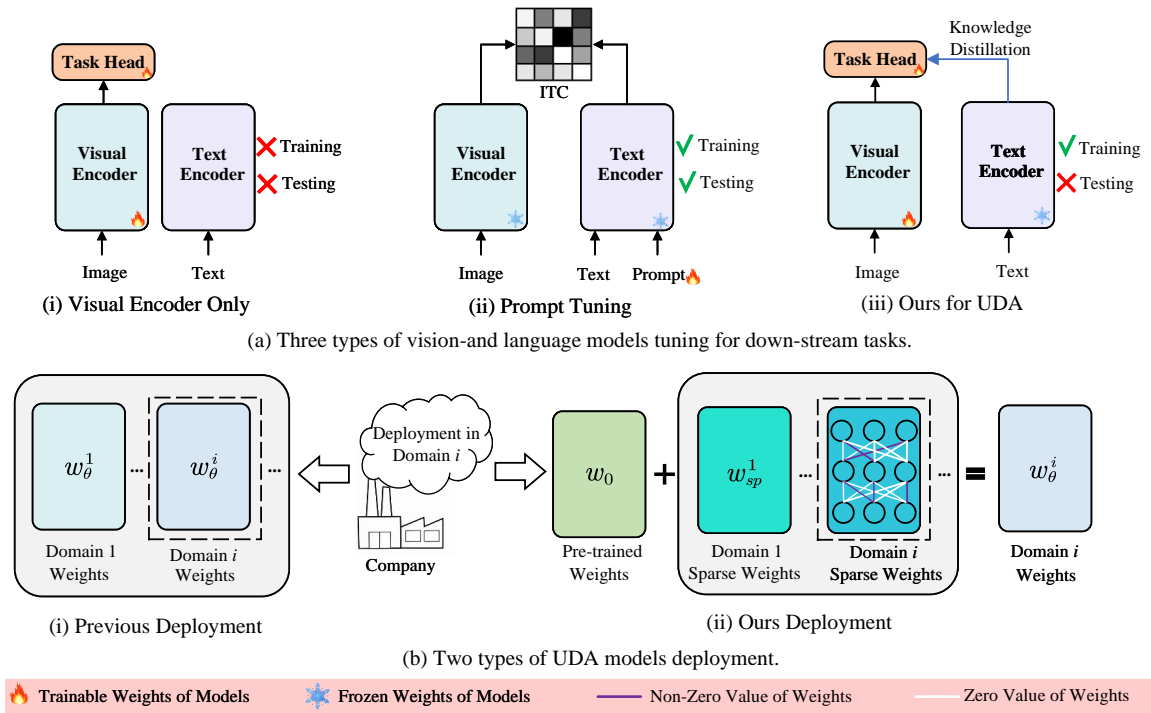 ITC
Knowledge
Distillation
Task Head
Task Head
Visual
Encoder
Text
Encoder
Training
Testing
Visual
Encoder
Text
Encoder
Training
Testing
Visual
Encoder
Text
Encoder
Training
Testing
Image
Text
Image
Text
Prompt
Image
Text
(i) Visual Encoder Only
(ii) Prompt Tuning
(iii) Ours for UDA
(a) Three types of vision-and language models tuning for down-stream tasks.
w_θ^1
...
w_θ^i
...
Domain 1
Weights
Domain i
Weights
Deployment in
Domain i
Company
w_0
+
w_sp^1
...
...
=
w_θ^i
Pre-trained
Weights
Domain 1
Sparse Weights
Domain i
Sparse Weights
Domain i
Weights
(i) Previous Deployment
(ii) Ours Deployment
(b) Two types of UDA models deployment.
Trainable Weights of Models
Frozen Weights of Models
Non-Zero Value of Weights
Zero Value of Weights